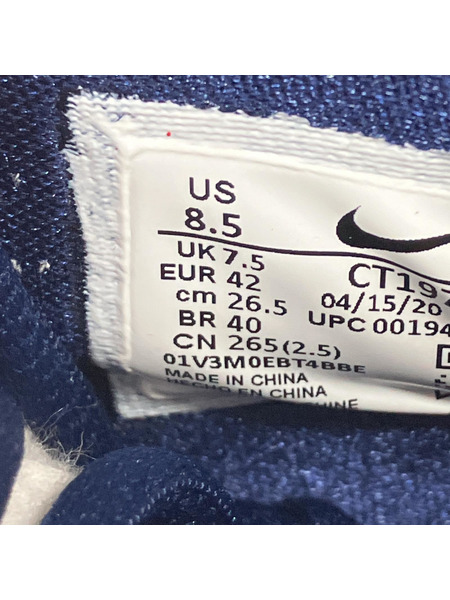 US
8.5
UK 7.5
EUR 42
cm 26.5
BR 40
CN 265(2.5)
01V3M0EBT4BBE
MADE IN CHINA
HECHO EN CHINA
CT19
04/15/20
UPC 00194